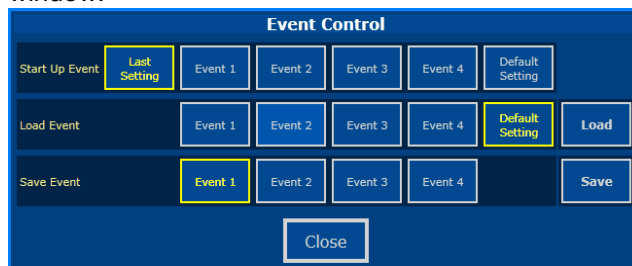 Event Control
Start Up Event Last Setting Event 1 Event 2 Event 3 Event 4 Default Setting
Load Event Event 1 Event 2 Event 3 Event 4 Default Setting Load
Save Event Event 1 Event 2 Event 3 Event 4 Save
Close